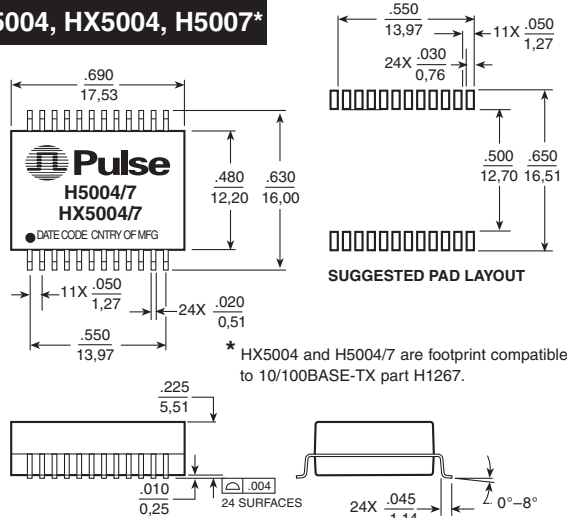 5004, HX5004, H5007*
.690
17,53
Pulse
H5004/7
HX5004/7
DATE CODE CNTRY OF MFG
.480
12,20
.630
16,00
11X .050
1,27
24X .020
0,51
.550
13,97
.550
13,97
11X .050
1,27
24X .030
0,76
.500
12,70
.650
16,51
SUGGESTED PAD LAYOUT
* HX5004 and H5004/7 are footprint compatible
to 10/100BASE-TX part H1267.
.225
5,51
.010
0,25
.004
24 SURFACES
24X .045
1,14
0°–8°